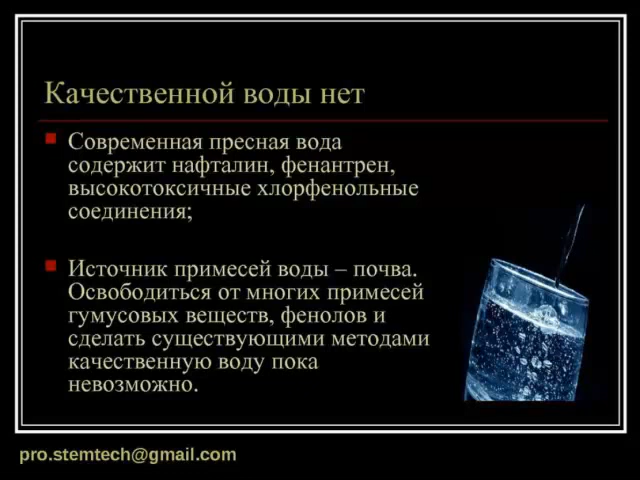 Качественной воды нет
Современная пресная вода
содержит нафталин, фенантрен,
высокотоксичные хлорфенольные
соединения;
Источник примесей воды – почва.
Освободиться от многих примесей
гумусовых веществ, фенолов и
сделать существующими методами
качественную воду пока
невозможно.
pro.stemtech@gmail.com